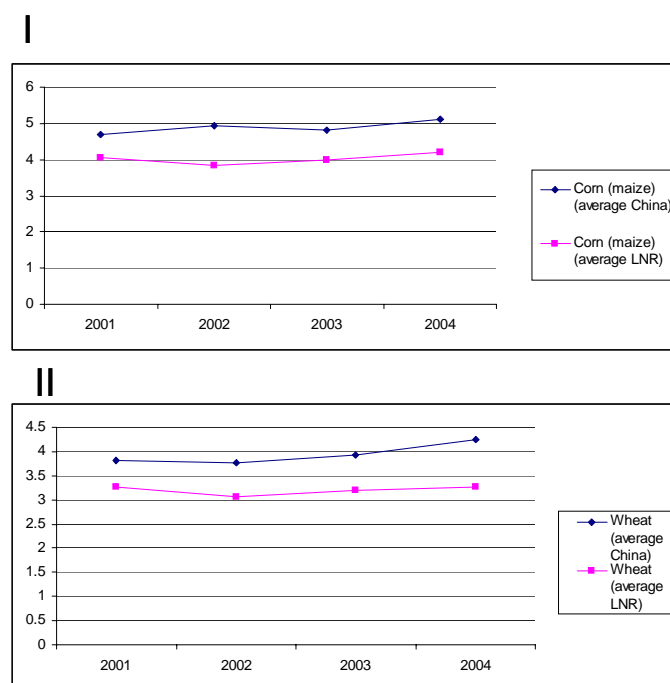 I
6
5
4
3
2
1
0
2001 2002 2003 2004
Corn (maize)
(average China)
Corn (maize)
(average LNR)
II
4.5
4
3.5
3
2.5
2
1.5
1
0.5
0
2001 2002 2003 2004
Wheat
(average
China)
Wheat
(average
LNR)